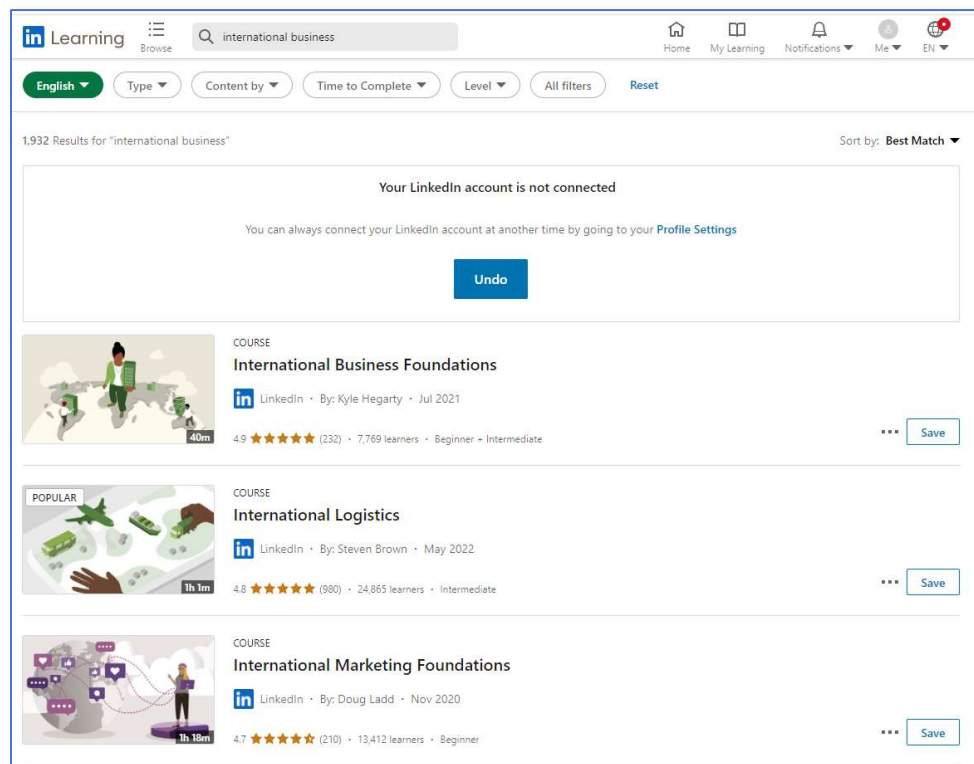 in Learning
Browse
international business
Home
My Learning
Notifications
Me
EN
English
Type
Content by
Time to Complete
Level
All filters
Reset
1,932 Results for "international business"
Sort by: Best Match
Your LinkedIn account is not connected
You can always connect your LinkedIn account at another time by going to your Profile Settings
Undo
COURSE
International Business Foundations
in LinkedIn · By: Kyle Hegarty · Jul 2021
40m
4.9 (232) · 7,769 learners · Beginner + Intermediate
Save
POPULAR
COURSE
International Logistics
in LinkedIn · By: Steven Brown · May 2022
1h 1m
4.8 (980) · 24,865 learners · Intermediate
Save
COURSE
International Marketing Foundations
in LinkedIn · By: Doug Ladd · Nov 2020
1h 18m
4.7 (210) · 13,412 learners · Beginner
Save